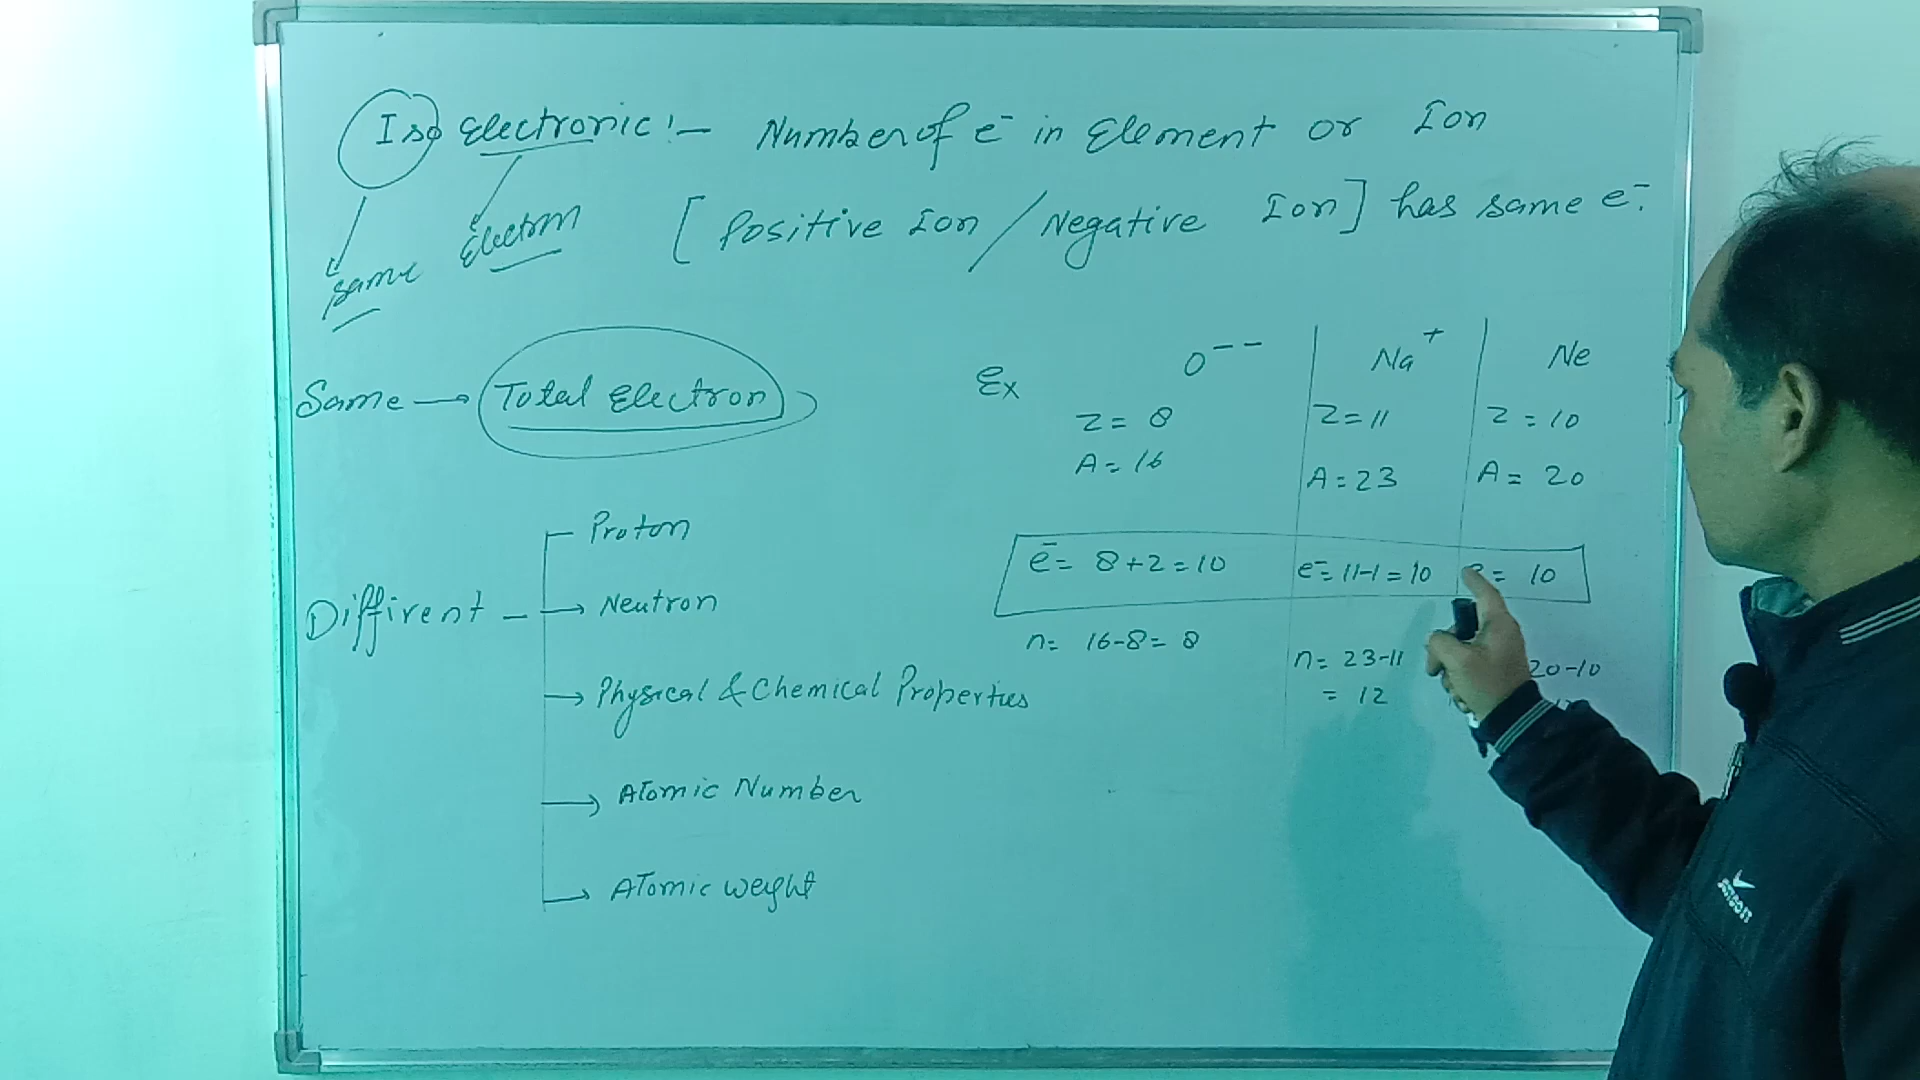 Iso Electronic :- Number of e⁻ in Element or Ion
[Positive Ion / Negative Ion] has same e⁻.
same Electron
Same → Total Electron
Diffirent -
Proton
→ Neutron
→ Physical & Chemical Properties
→ Atomic Number
→ Atomic weight
Ex
O⁻⁻
Z = 8
A = 16
e⁻ = 8+2 = 10
n = 16-8 = 8
Na⁺
Z = 11
A = 23
e⁻ = 11-1 = 10
n = 23-11
= 12
Ne
Z = 10
A = 20
= 10
20-10